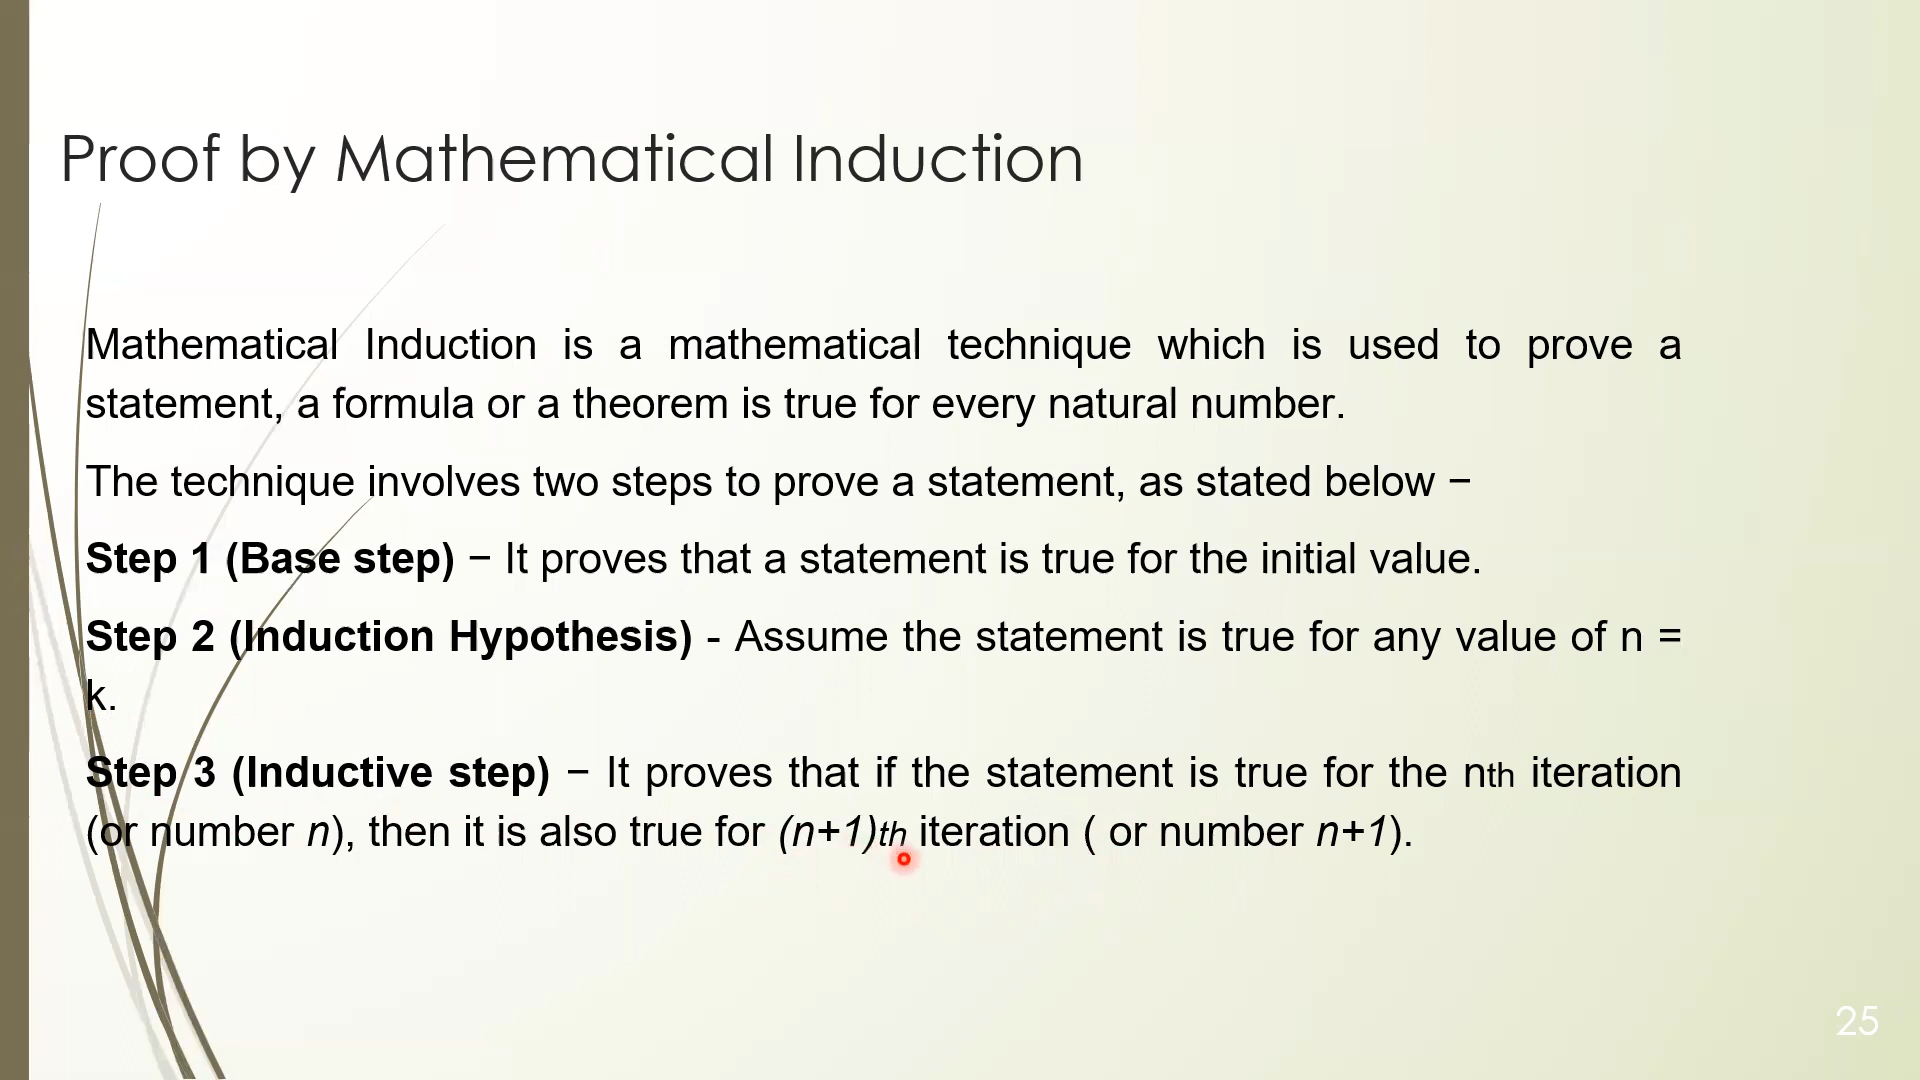 Proof by Mathematical Induction
Mathematical Induction is a mathematical technique which is used to prove a
statement, a formula or a theorem is true for every natural number.
The technique involves two steps to prove a statement, as stated below −
Step 1 (Base step) − It proves that a statement is true for the initial value.
Step 2 (Induction Hypothesis) - Assume the statement is true for any value of n =
k.
Step 3 (Inductive step) − It proves that if the statement is true for the nth iteration
(or number n), then it is also true for (n+1)th iteration ( or number n+1).
25